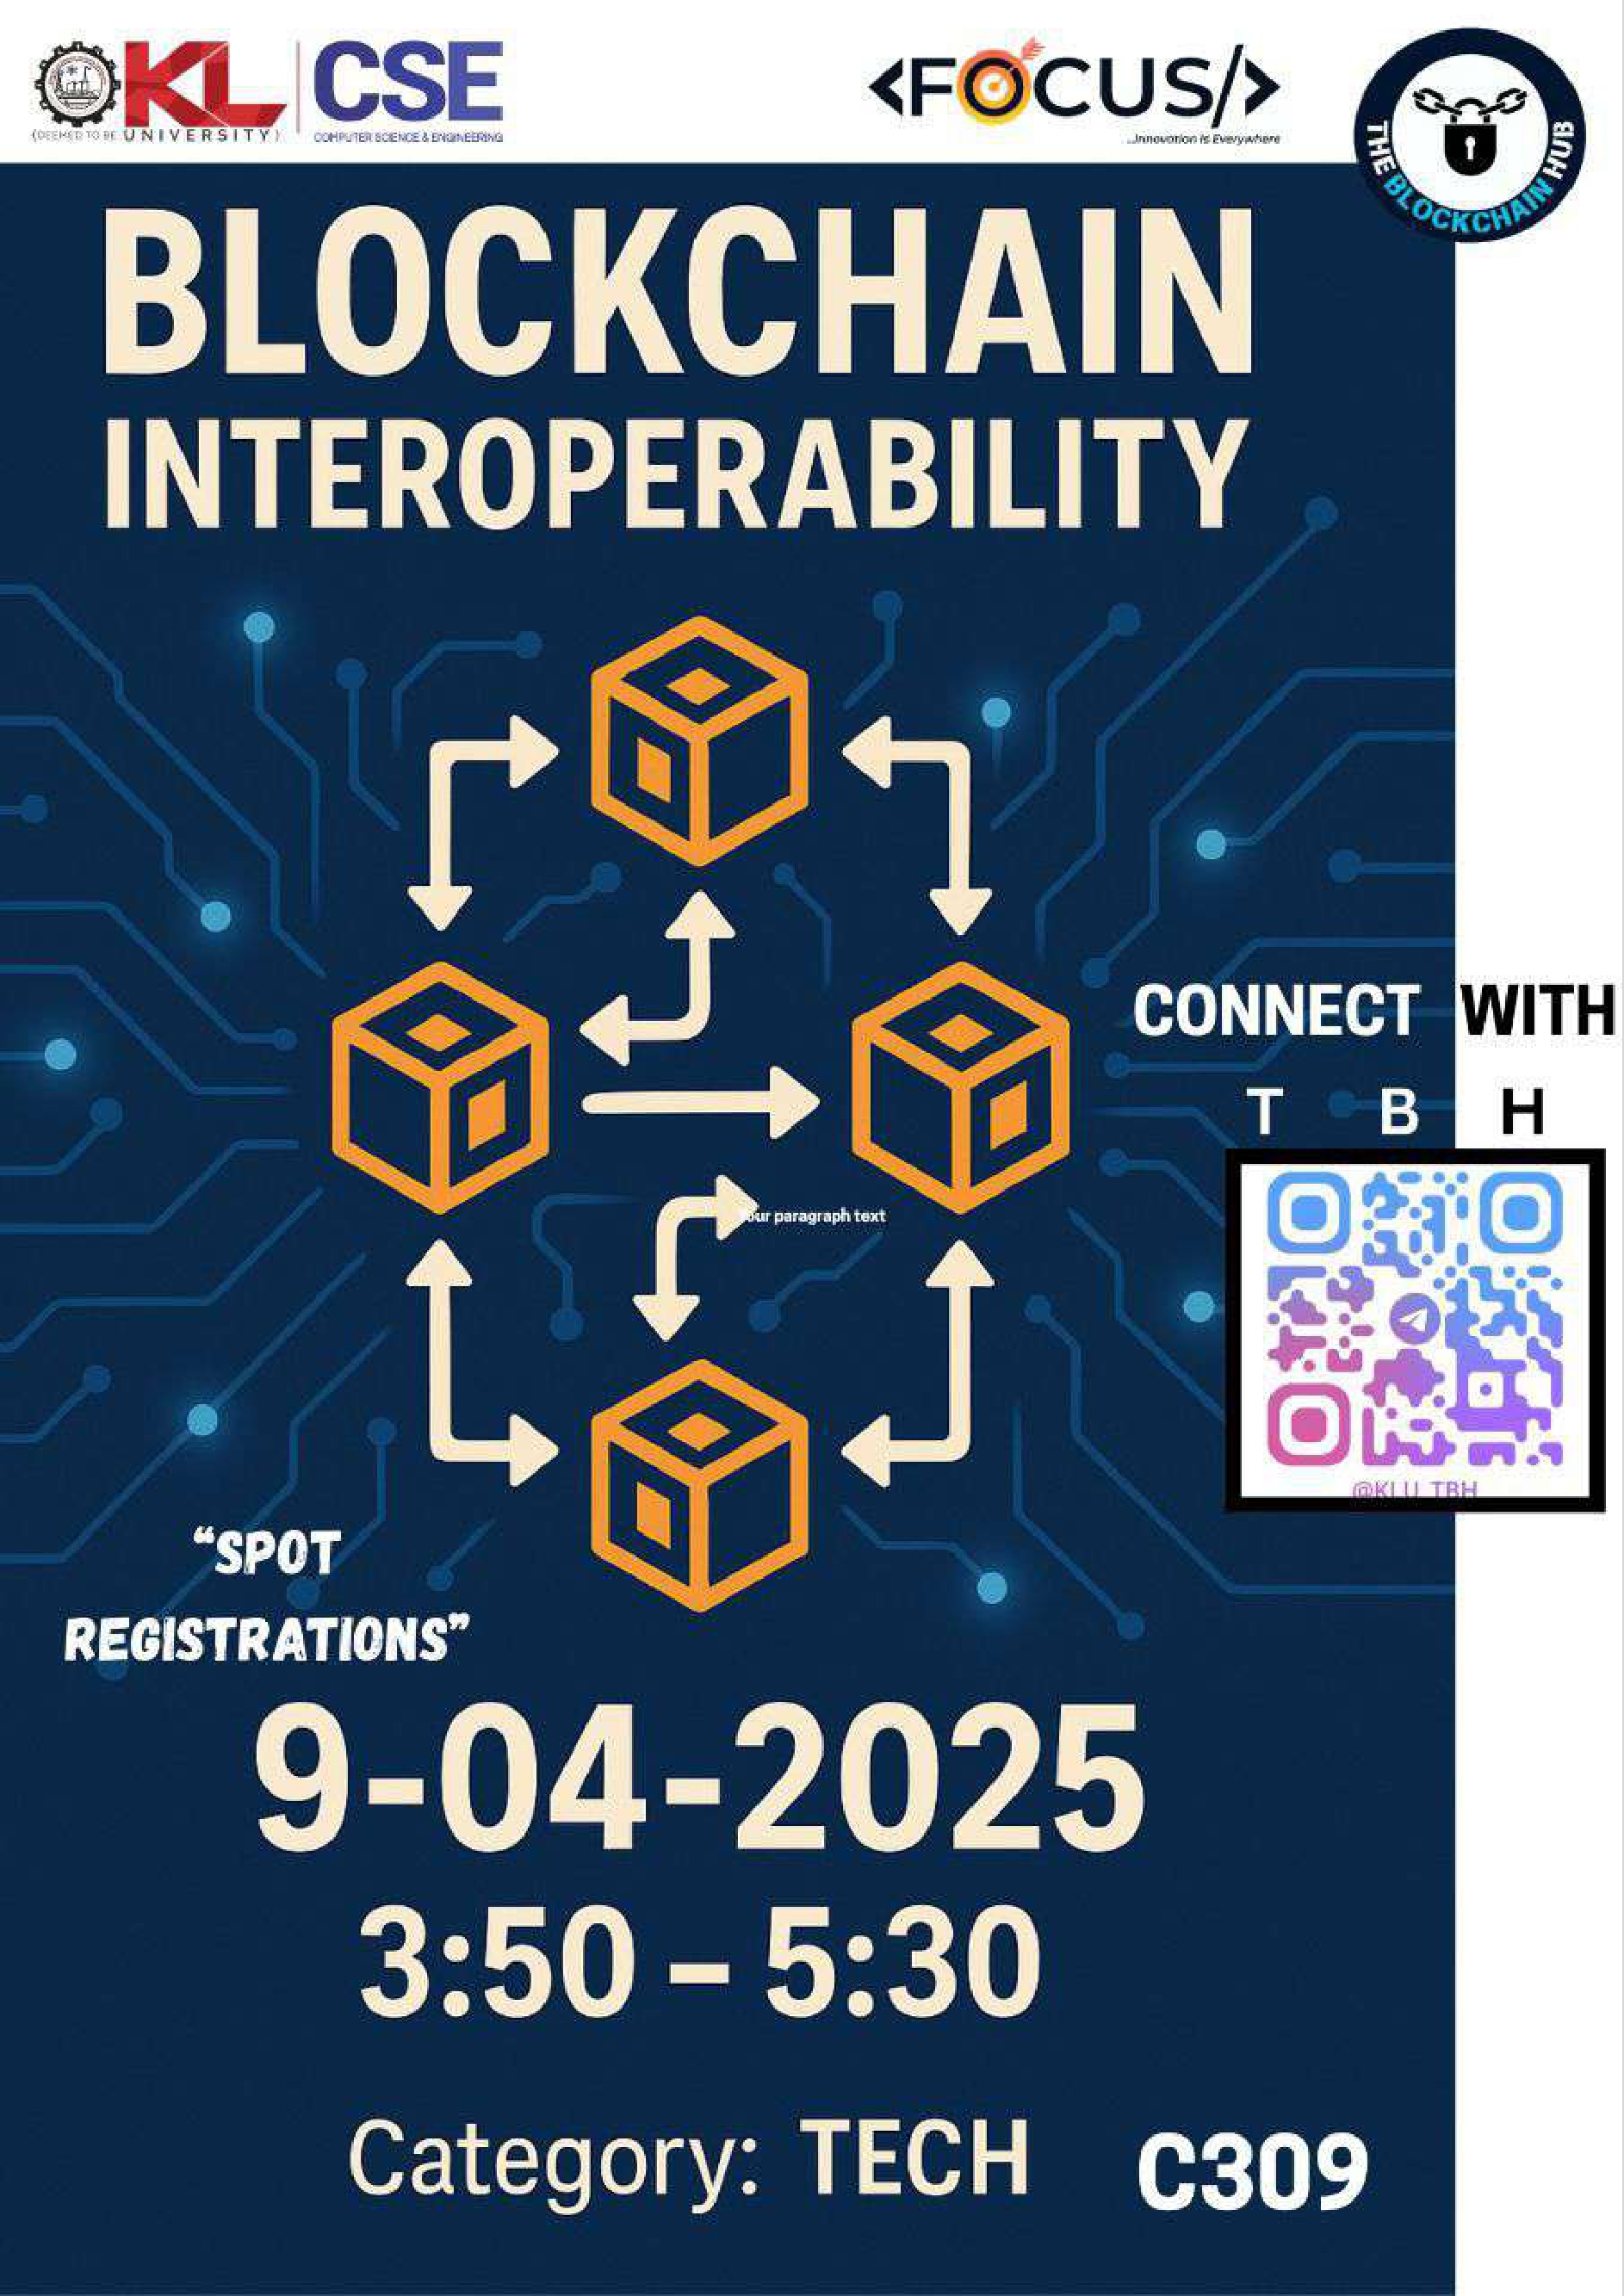 KL CSE
(DEEMED TO BE UNIVERSITY) COMPUTER SCIENCE & ENGINEERING
<FOCUS/>
...Innovation Is Everywhere
THE BLOCKCHAIN HUB
BLOCKCHAIN
INTEROPERABILITY
CONNECT WITH
T B H
our paragraph text
@KLU_TBH
“SPOT
REGISTRATIONS”
9-04-2025
3:50 – 5:30
Category: TECH C309